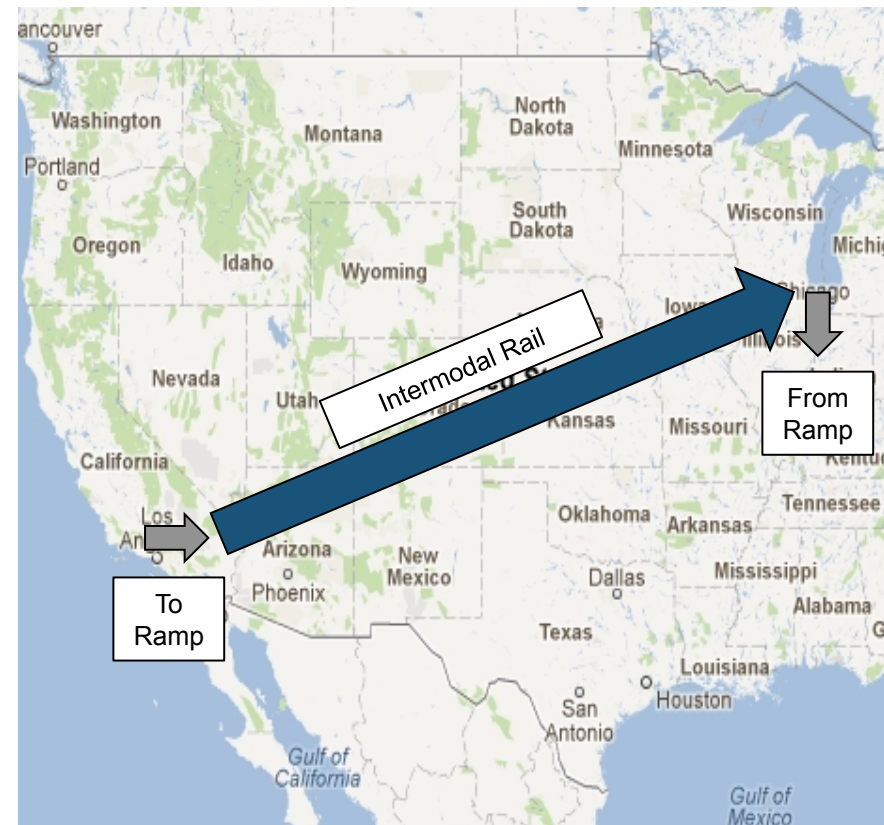 ancouver
Washington
Montana
North
Dakota
Minnesota
Portland
Oregon
Idaho
Wyoming
South
Dakota
Wisconsin
Michig
Chicago
Iowa
Illinois
Nevada
Utah
Intermodal Rail
Kansas
Missouri
From
Ramp
California
Los
Tennessee
Oklahoma
Arkansas
Arizona
New
Mexico
Phoenix
Dallas
Mississippi
To
Ramp
Alabama
Texas
G
Louisiana
Houston
San
Antonio
Gulf of
California
Gulf of
Mexico